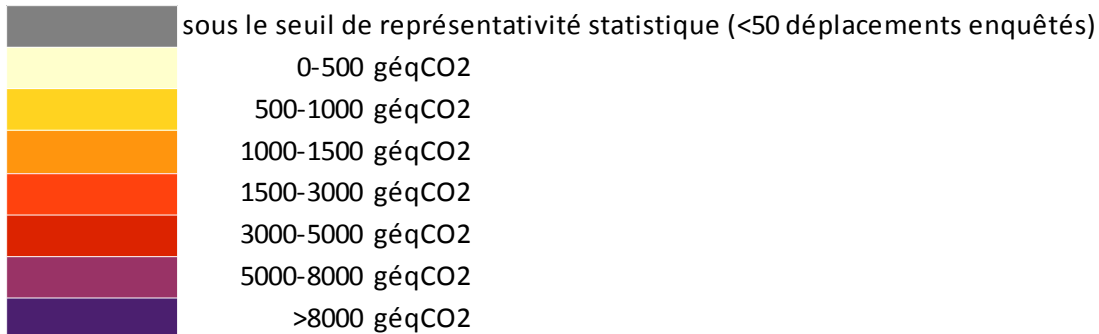 sous le seuil de représentativité statistique (<50 déplacements enquêtés)
0-500 géqCO2
500-1000 géqCO2
1000-1500 géqCO2
1500-3000 géqCO2
3000-5000 géqCO2
5000-8000 géqCO2
>8000 géqCO2